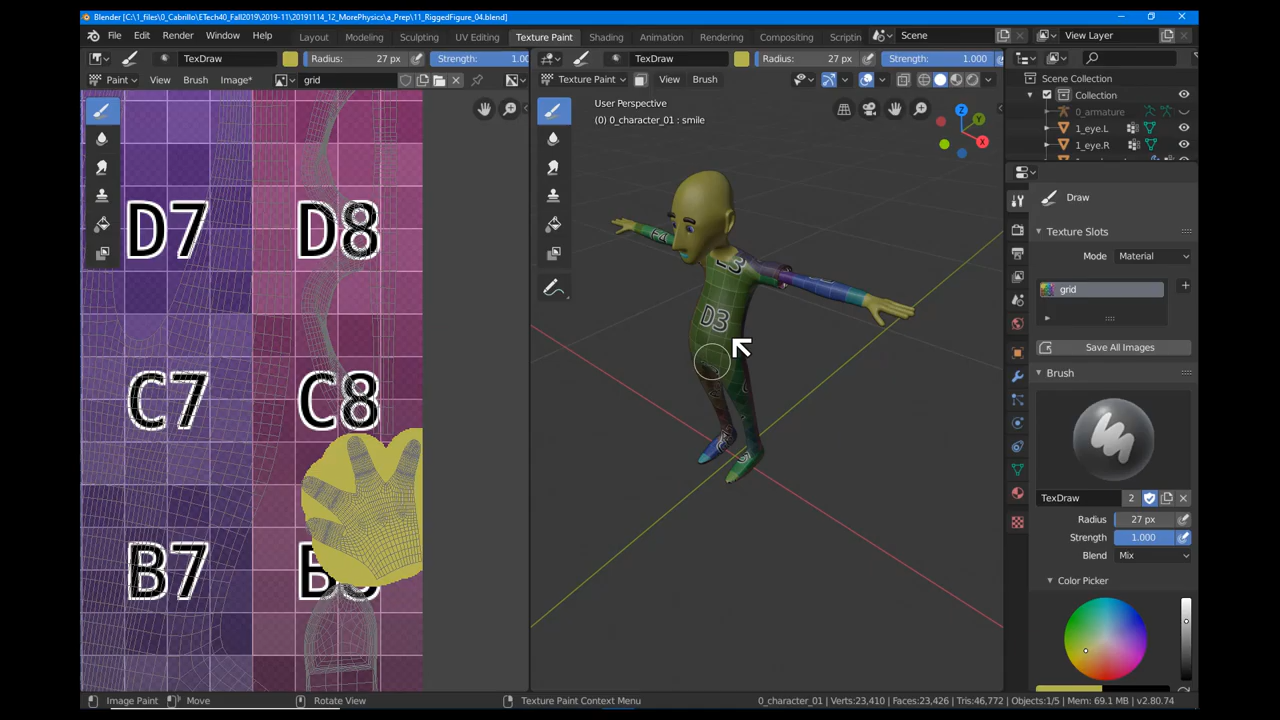 Blender [C:\1_files\0_Cabrillo\ETech40_Fall2019\2019-11\20191114_12_MorePhysics\a_Prep\11_RiggedFigure_04.blend]
File Edit Render Window Help Layout Modeling Sculpting UV Editing Texture Paint Shading Animation Rendering Compositing Scriptin Scene View Layer
TexDraw Radius: 27 px Strength: 1.00 TexDraw Radius: 27 px Strength: 1.000
Paint View Brush Image* grid Texture Paint View Brush
Scene Collection
Collection
0_armature
1_eye.L
1_eye.R
User Perspective
(0) 0_character_01 : smile
Z
Y
X
D7 D8
C7 C8
B7
D3
Draw
Texture Slots
Mode Material
grid
Save All Images
Brush
TexDraw 2
Radius 27 px
Strength 1.000
Blend Mix
Color Picker
Image Paint Move Rotate View Texture Paint Context Menu 0_character_01 | Verts:23,410 | Faces:23,426 | Tris:46,772 | Objects:1/5 | Mem: 69.1 MB | v2.80.74